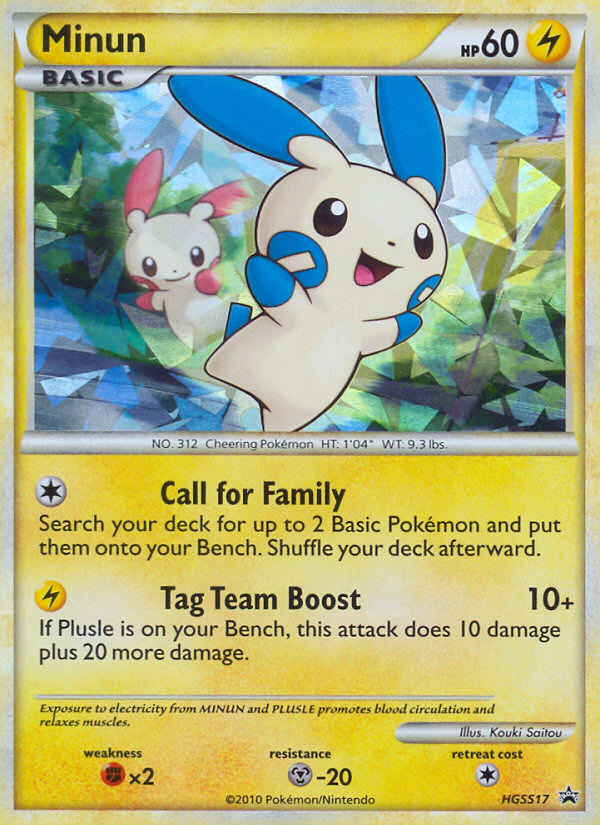 Minun
HP60
BASIC
NO. 312 Cheering Pokémon HT: 1'04" WT: 9.3 lbs.
Call for Family
Search your deck for up to 2 Basic Pokémon and put
them onto your Bench. Shuffle your deck afterward.
Tag Team Boost 10+
If Plusle is on your Bench, this attack does 10 damage
plus 20 more damage.
Exposure to electricity from MINUN and PLUSLE promotes blood circulation and
relaxes muscles.
Illus. Kouki Saitou
weakness resistance retreat cost
×2 -20
©2010 Pokémon/Nintendo HGSS17